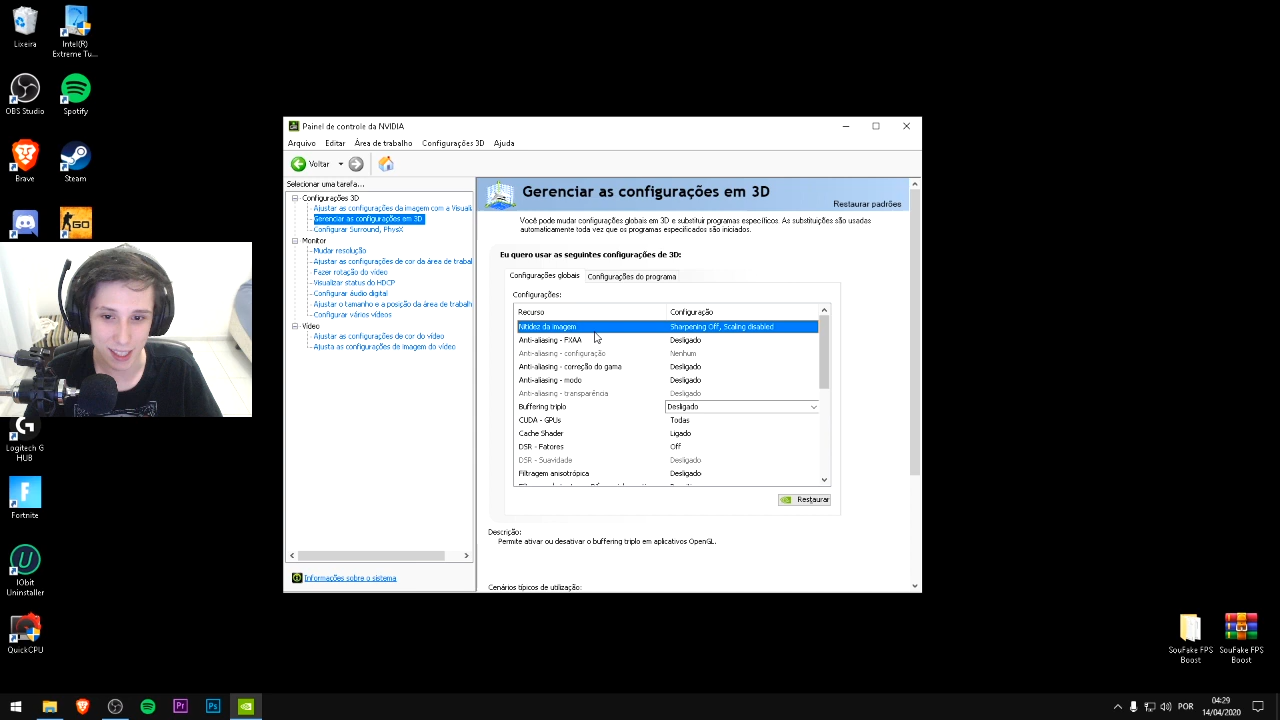 Lixeira
Intel(R)
Extreme Tu...
OBS Studio
Spotify
Brave
Steam
GO
Logitech G
HUB
Fortnite
IObit
Uninstaller
QuickCPU
Painel de controle da NVIDIA
Arquivo Editar Área de trabalho Configurações 3D Ajuda
Voltar
Selecionar uma tarefa...
Configurações 3D
Ajustar as configurações da imagem com a Visuali
Gerenciar as configurações em 3D
Configurar Surround, PhysX
Monitor
Mudar resolução
Ajustar as configurações de cor da área de trabal
Fazer rotação do vídeo
Visualizar status do HDCP
Configurar áudio digital
Ajustar o tamanho e a posição da área de trabalh
Configurar vários vídeos
Vídeo
Ajustar as configurações de cor do vídeo
Ajusta as configurações de imagem do vídeo
Informações sobre o sistema
Gerenciar as configurações em 3D
Restaurar padrões
Você pode mudar configurações globais em 3D e substituir programas específicos. As substituições são usadas
automaticamente toda vez que os programas especificados são iniciados.
Eu quero usar as seguintes configurações de 3D:
Configurações globais Configurações do programa
Configurações:
Recurso Configuração
Nitidez da imagem Sharpening Off, Scaling disabled
Anti-aliasing - FXAA Desligado
Anti-aliasing - configuração Nenhum
Anti-aliasing - correção do gama Desligado
Anti-aliasing - modo Desligado
Anti-aliasing - transparência Desligado
Buffering triplo Desligado
CUDA - GPUs Todas
Cache Shader Ligado
DSR - Fatores Off
DSR - Suavidade Desligado
Filtragem anisotrópica Desligado
Restaurar
Descrição:
Permite ativar ou desativar o buffering triplo em aplicativos OpenGL.
Cenários típicos de utilização:
SouFake FPS
Boost
SouFake FPS
Boost
Pr
Ps
POR
04:29
14/04/2020